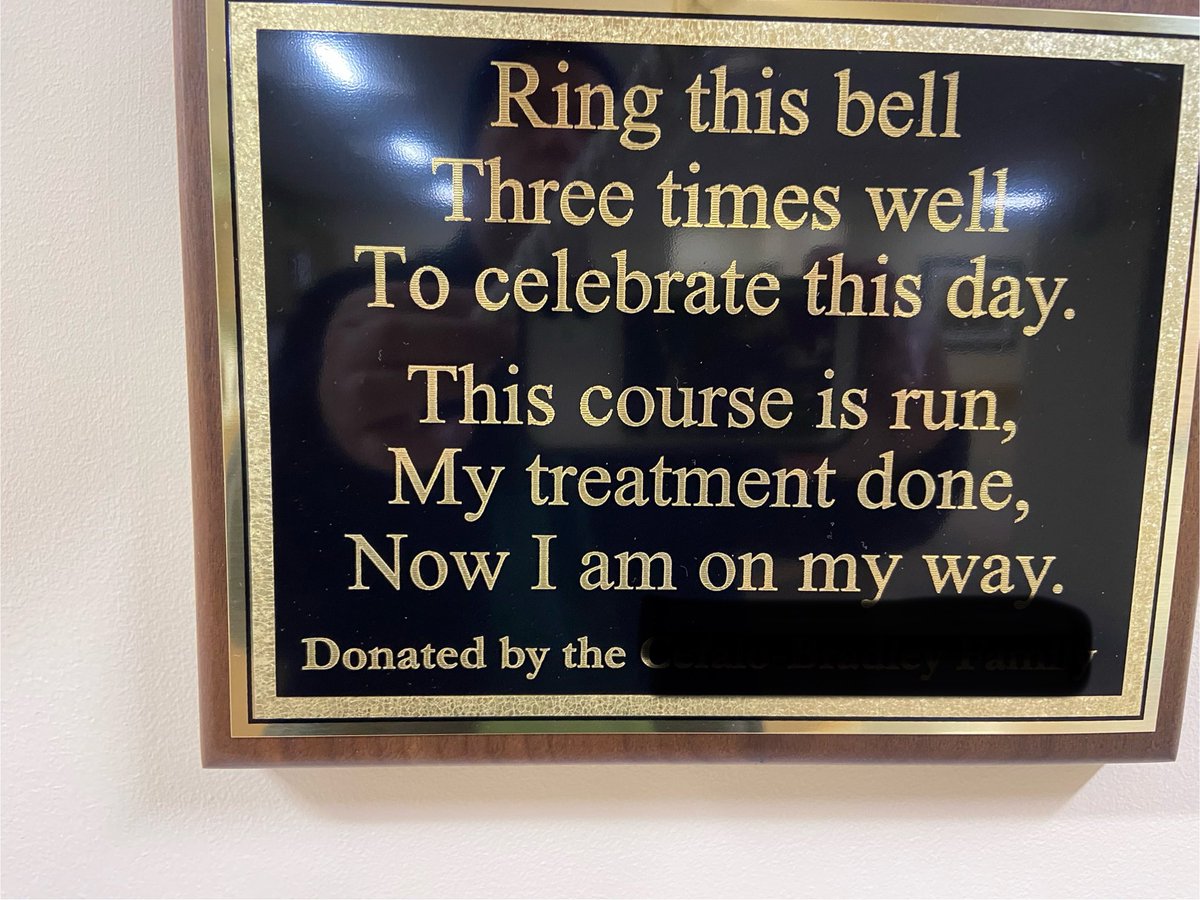 Ring this bell
Three times well
To celebrate this day.
This course is run,
My treatment done,
Now I am on my way.
Donated by the